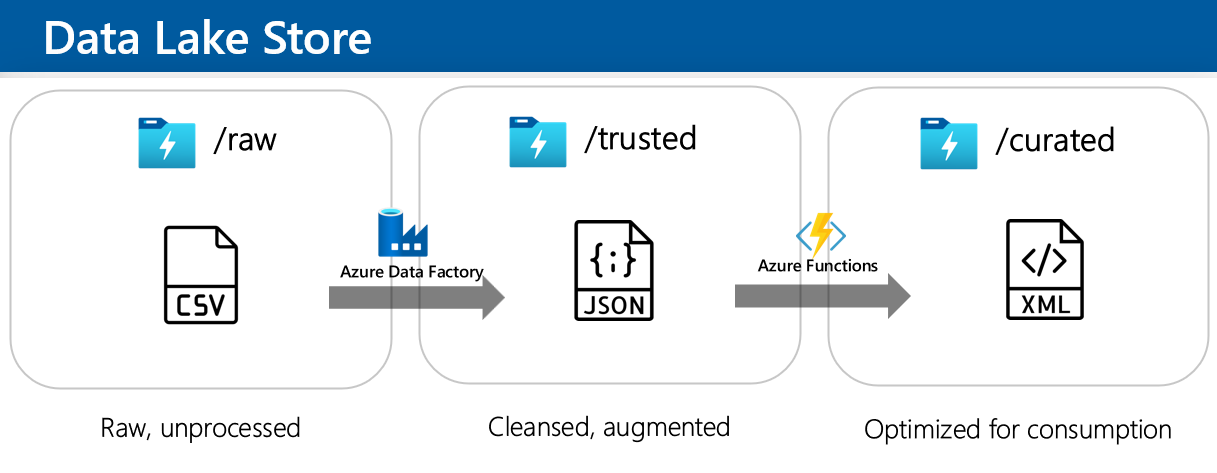 Data Lake Store
/raw
/trusted
/curated
Azure Data Factory
Azure Functions
CSV
{;}
JSON
</>
XML
Raw, unprocessed
Cleansed, augmented
Optimized for consumption